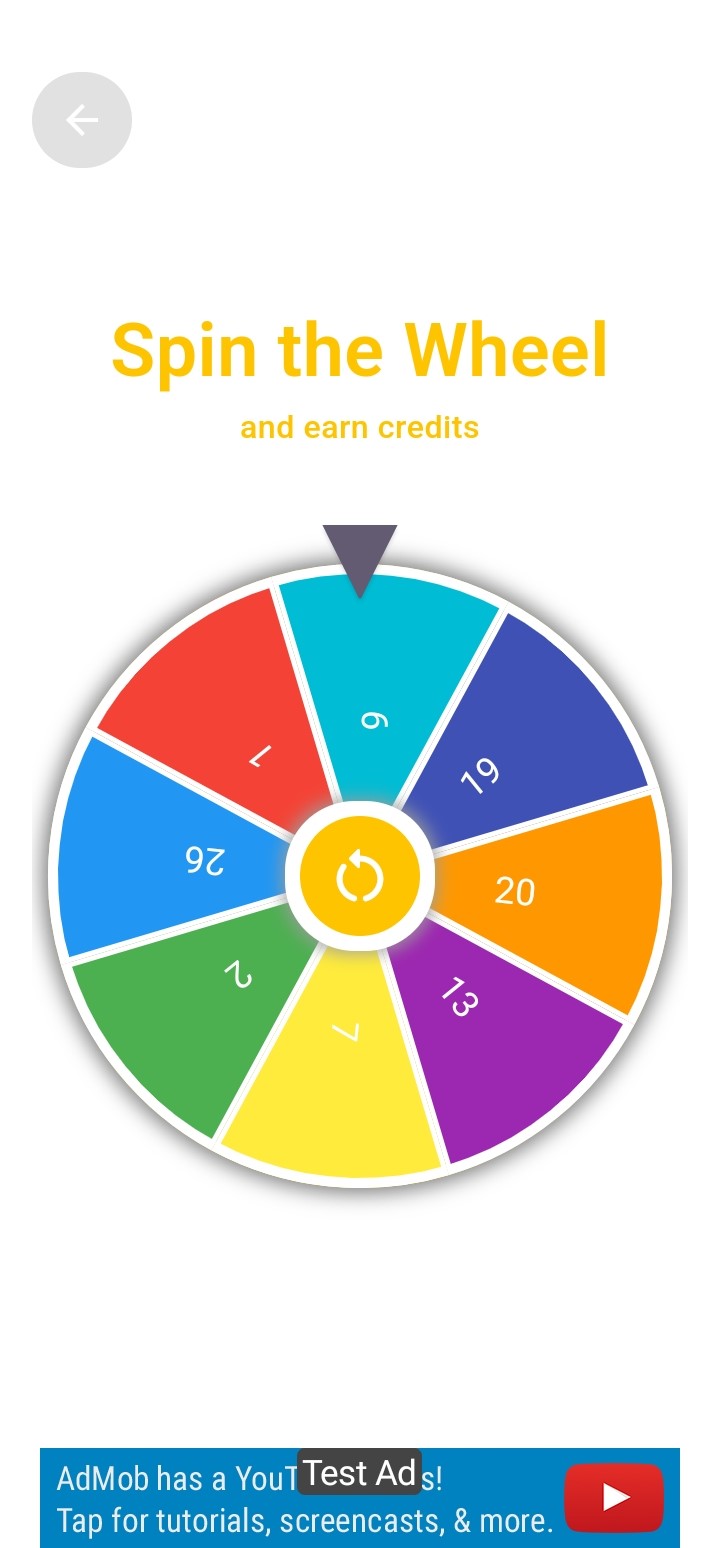 Spin the Wheel
and earn credits
6
1
19
26
20
2
13
7
AdMob has a YouT s!
Test Ad
Tap for tutorials, screencasts, & more.